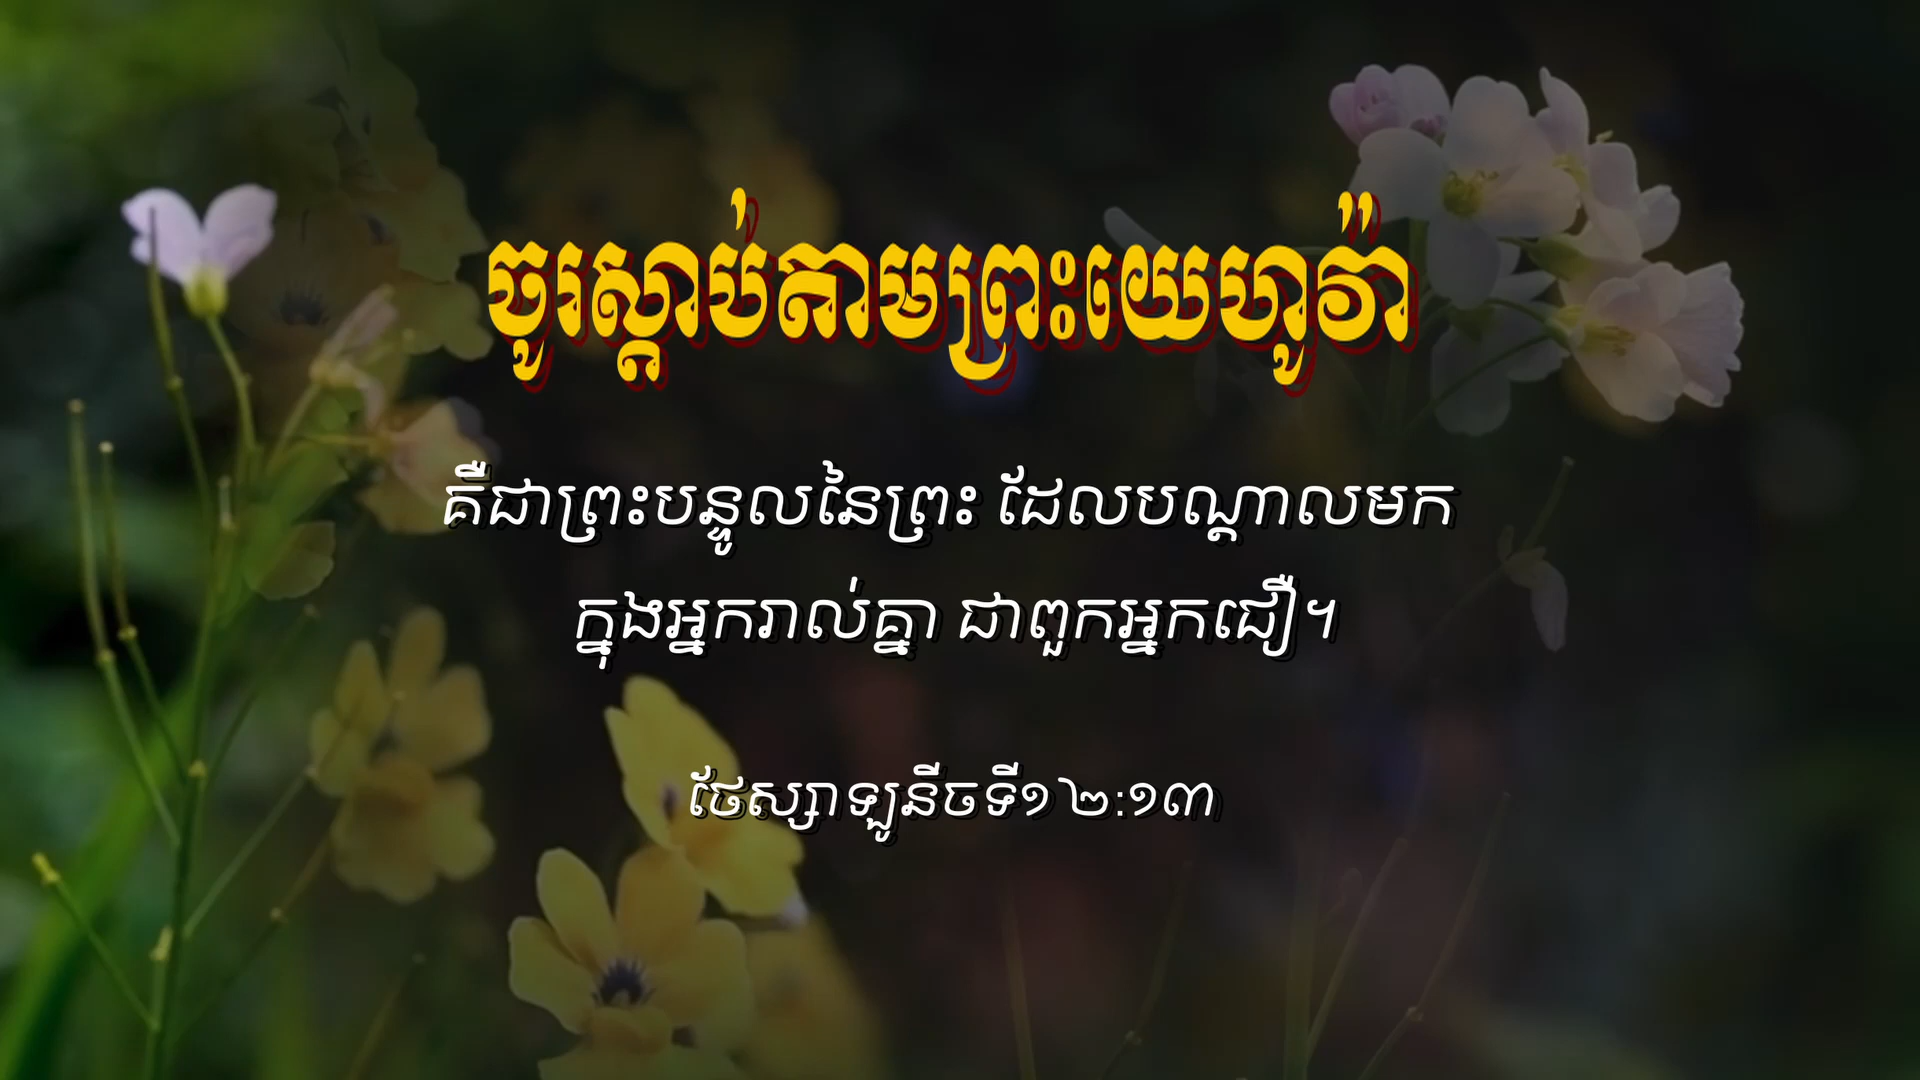 ចូរស្ដាប់តាមព្រះយេហូវ៉ា
គឺជាព្រះបន្ទូលនៃព្រះ ដែលបណ្ដាលមក
ក្នុងអ្នករាល់គ្នា ជាពួកអ្នកជឿ។
ថែស្សាឡូនីចទី១ ២:១៣